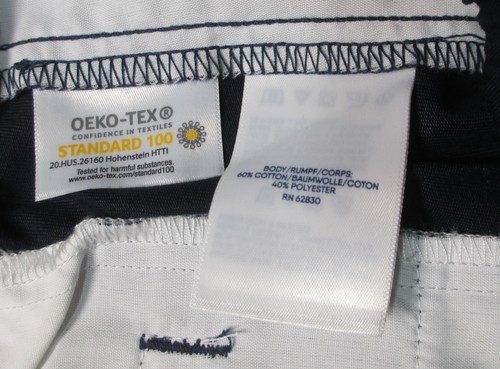 OEKO-TEX®
CONFIDENCE IN TEXTILES
STANDARD 100
20.HUS.26160 Hohenstein HTTI
Tested for harmful substances.
www.oeko-tex.com/standard100
BODY/RUMPF/CORPS:
60% COTTON/BAUMWOLLE/COTON
40% POLYESTER
RN 62830